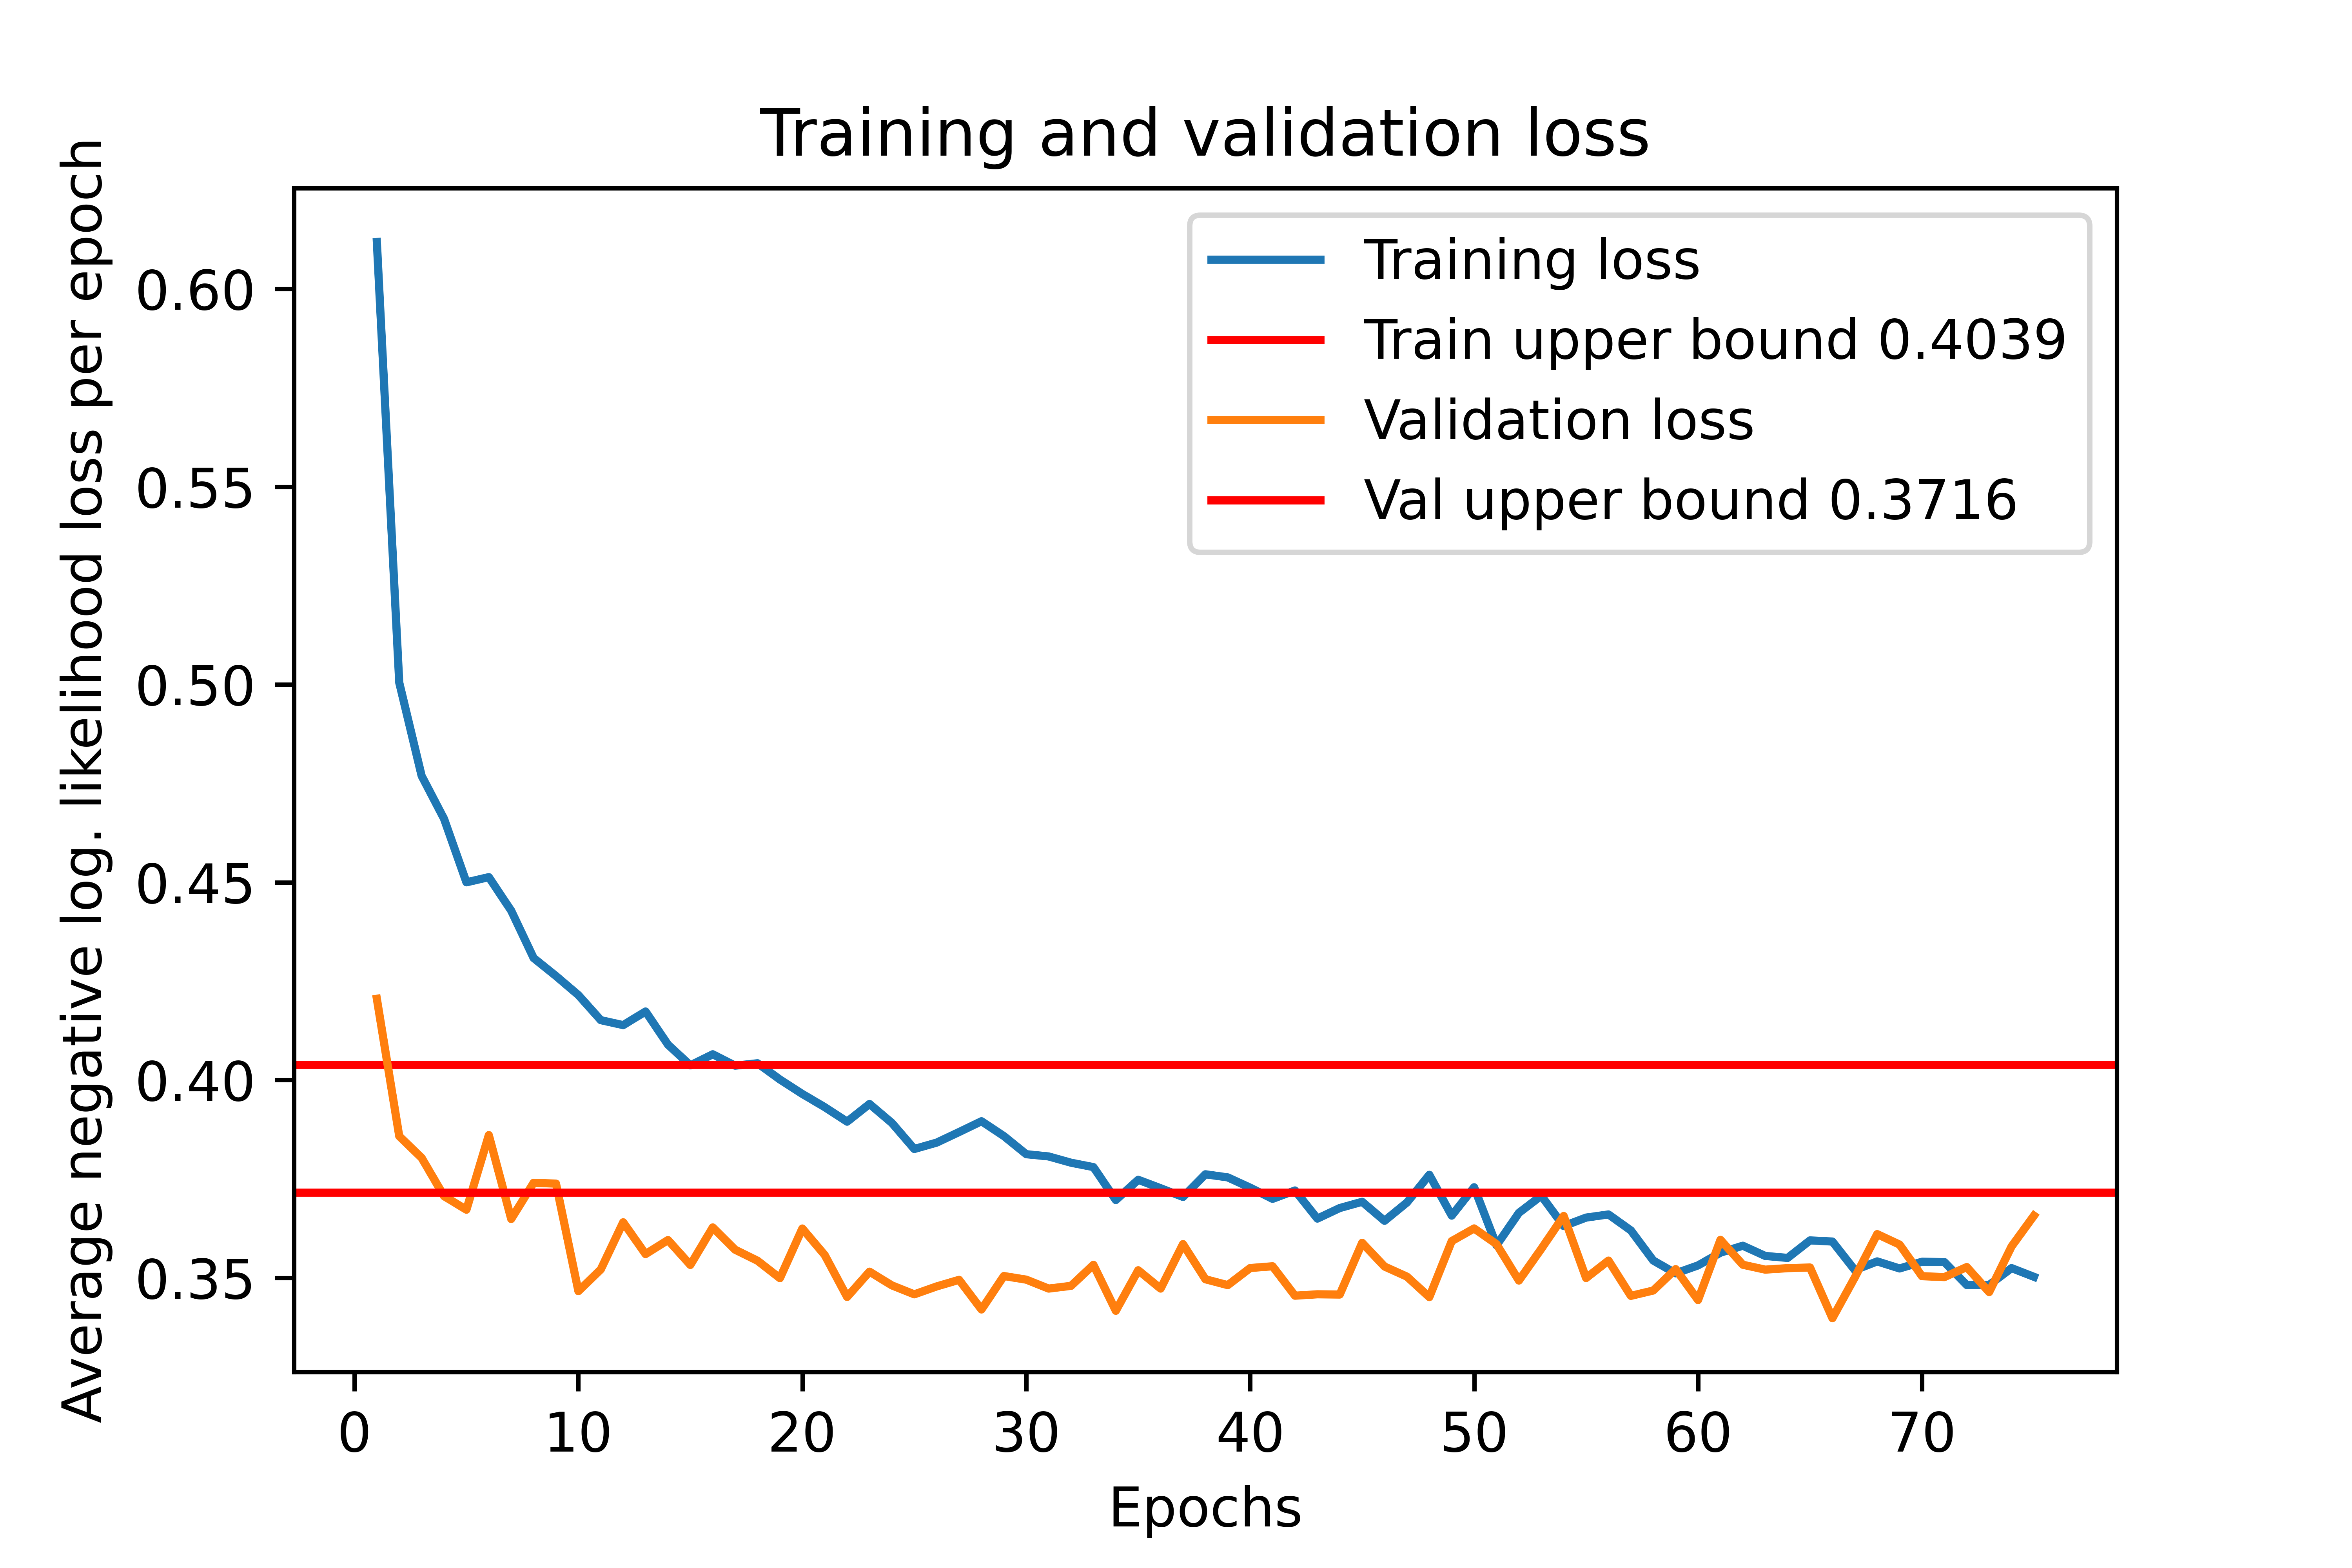 Training and validation loss
Average negative log. likelihood loss per epoch
0.60
0.55
0.50
0.45
0.40
0.35
Training loss
Train upper bound 0.4039
Validation loss
Val upper bound 0.3716
0 10 20 30 40 50 60 70
Epochs